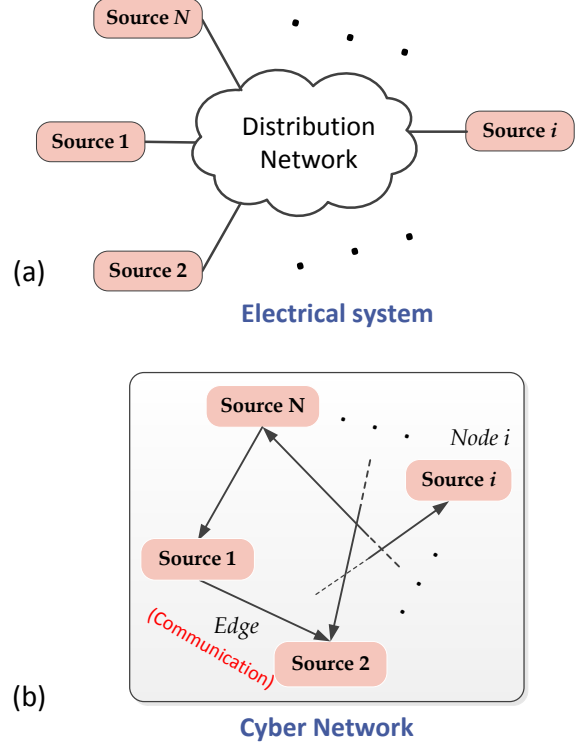 Source N
Source 1
Distribution
Network
Source i
Source 2
(a)
Electrical system
Source N
Node i
Source i
Source 1
Edge
(Communication)
Source 2
(b)
Cyber Network